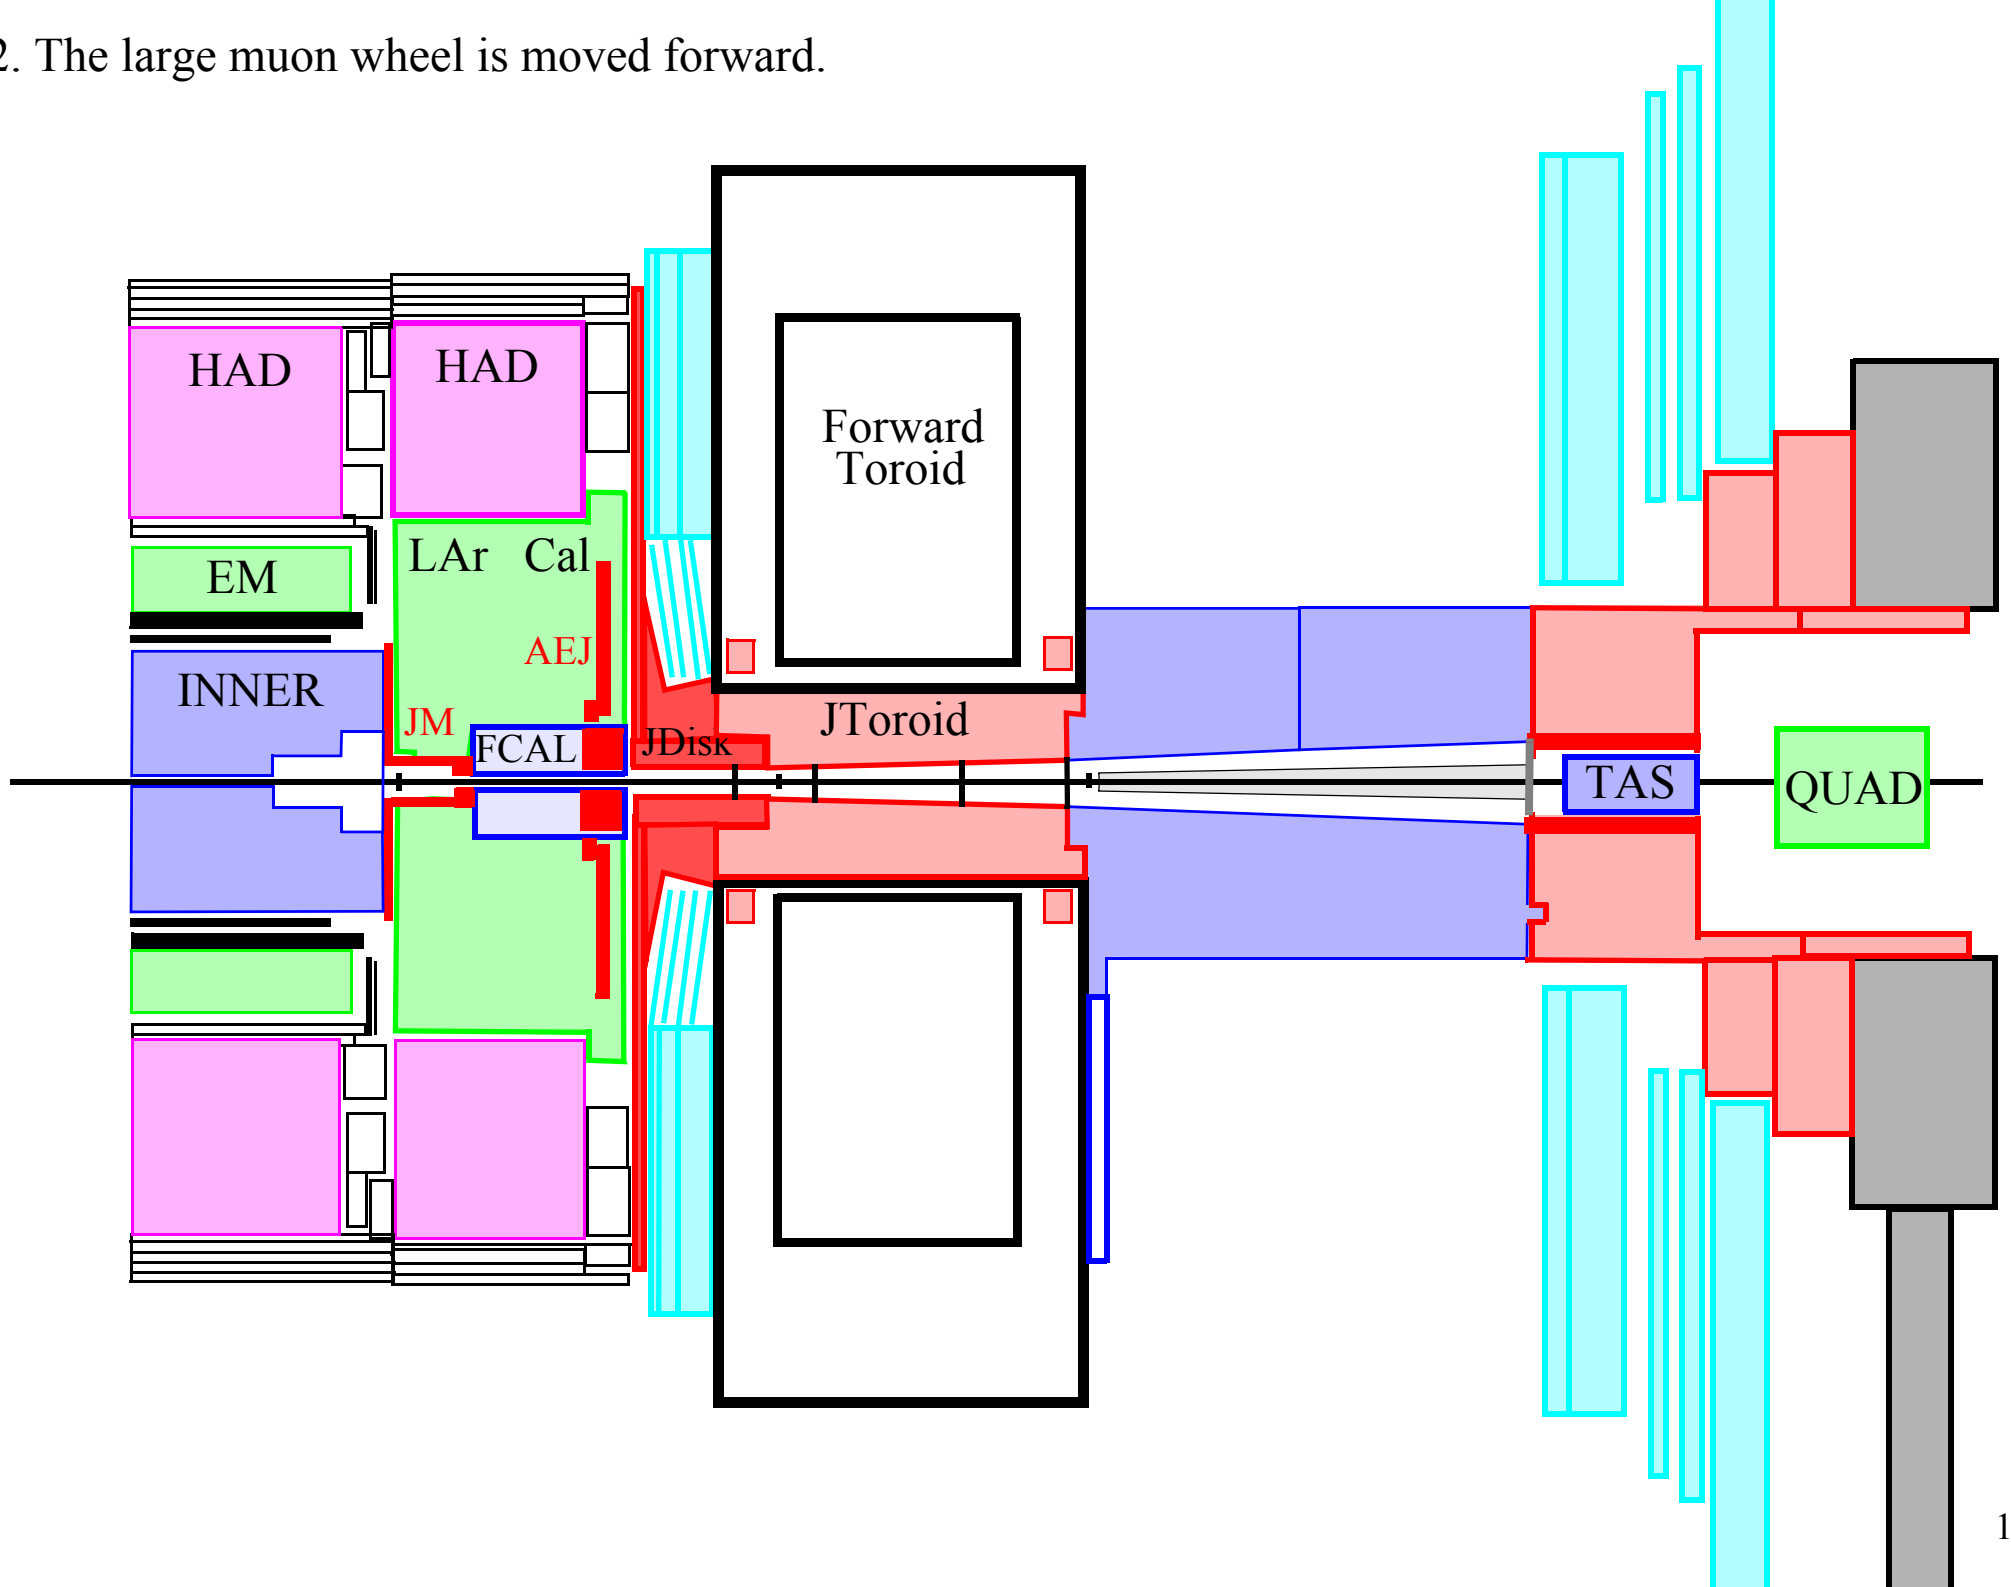 2. The large muon wheel is moved forward.
HAD
HAD
Forward
Toroid
LAr Cal
EM
AEJ
INNER
JM
JToroid
FCAL
JDisk
TAS
QUAD
1